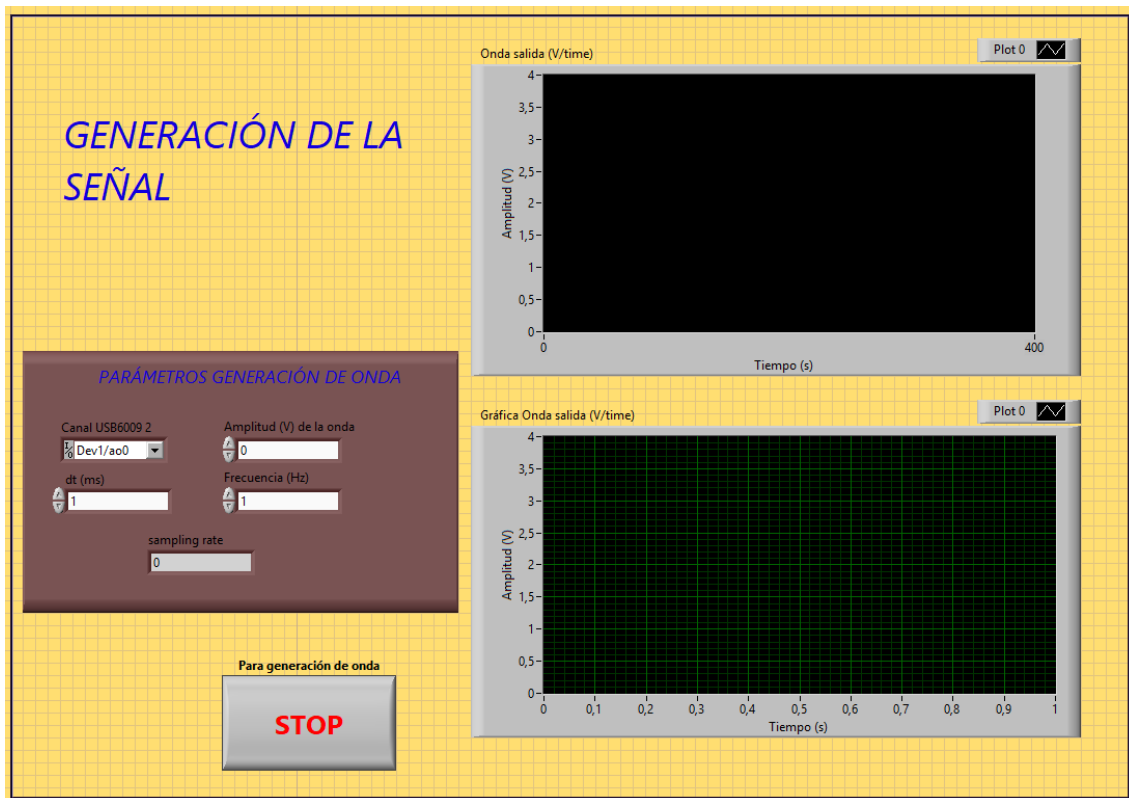 GENERACIÓN DE LA
SEÑAL
Onda salida (V/time)
Plot 0
4
3,5
3
2,5
2
1,5
1
0,5
0
Amplitud (V)
0
400
Tiempo (s)
PARÁMETROS GENERACIÓN DE ONDA
Canal USB6009 2
Amplitud (V) de la onda
I/0 Dev1/ao0
0
dt (ms)
Frecuencia (Hz)
1
1
sampling rate
0
Gráfica Onda salida (V/time)
Plot 0
4
3,5
3
2,5
2
1,5
1
0,5
0
Amplitud (V)
0 0,1 0,2 0,3 0,4 0,5 0,6 0,7 0,8 0,9 1
Tiempo (s)
Para generación de onda
STOP